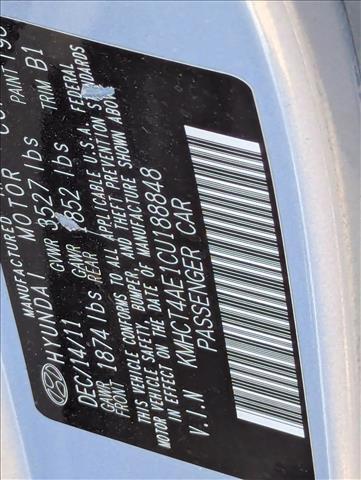 MANUFACTURED
HYUNDAI MOTOR CO
DEC/14/11 GVWR 3527 lbs PAINT
GAWR FRONT 1874 lbs GAWR REAR 1852 lbs TRIM B1
THIS VEHICLE CONFORMS TO ALL APPLICABLE U.S.A. FEDERAL
MOTOR VEHICLE SAFETY, BUMPER, AND THEFT PREVENTION STANDARDS
IN EFFECT ON THE DATE OF MANUFACTURE SHOWN ABOVE
V.I.N KMHCT4AE1CU188848
PASSENGER CAR